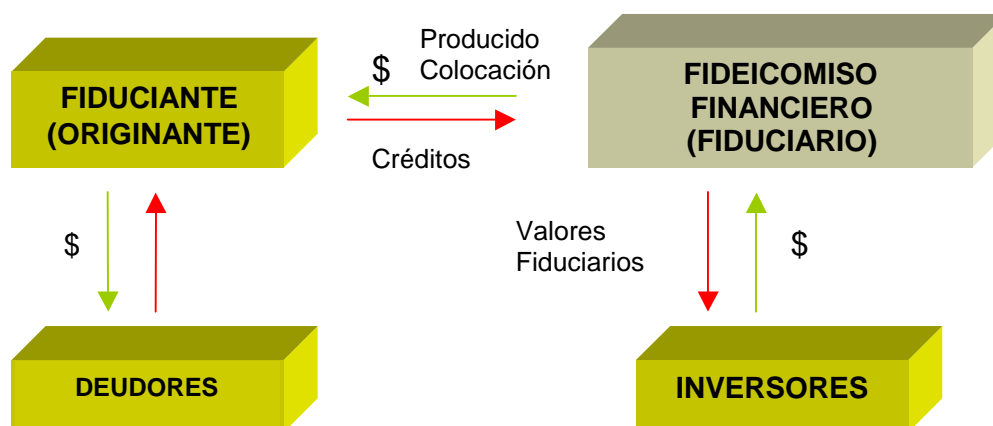 Producido
$ Colocación
FIDUCIANTE
(ORIGINANTE)
FIDEICOMISO
FINANCIERO
(FIDUCIARIO)
Créditos
$
Valores
Fiduciarios
$
DEUDORES
INVERSORES